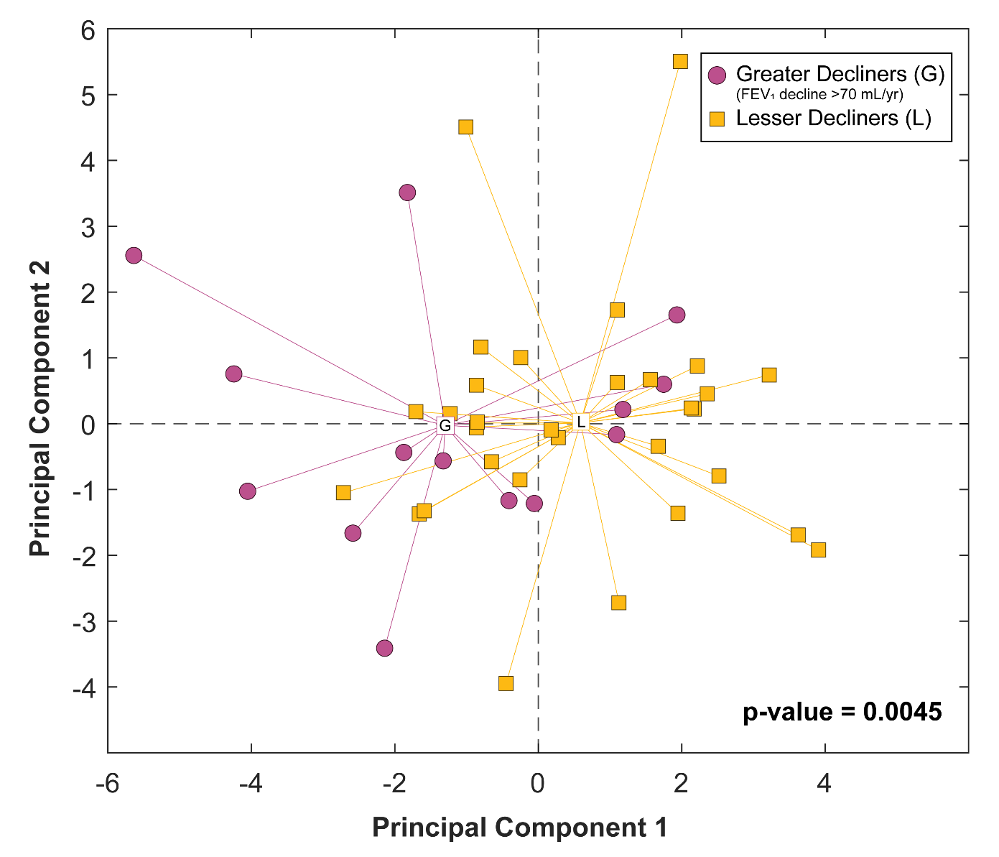 6
5
4
3
2
1
0
-1
-2
-3
-4
Principal Component 2
Greater Decliners (G)
(FEV₁ decline >70 mL/yr)
Lesser Decliners (L)
G
L
p-value = 0.0045
-6
-4
-2
0
2
4
Principal Component 1